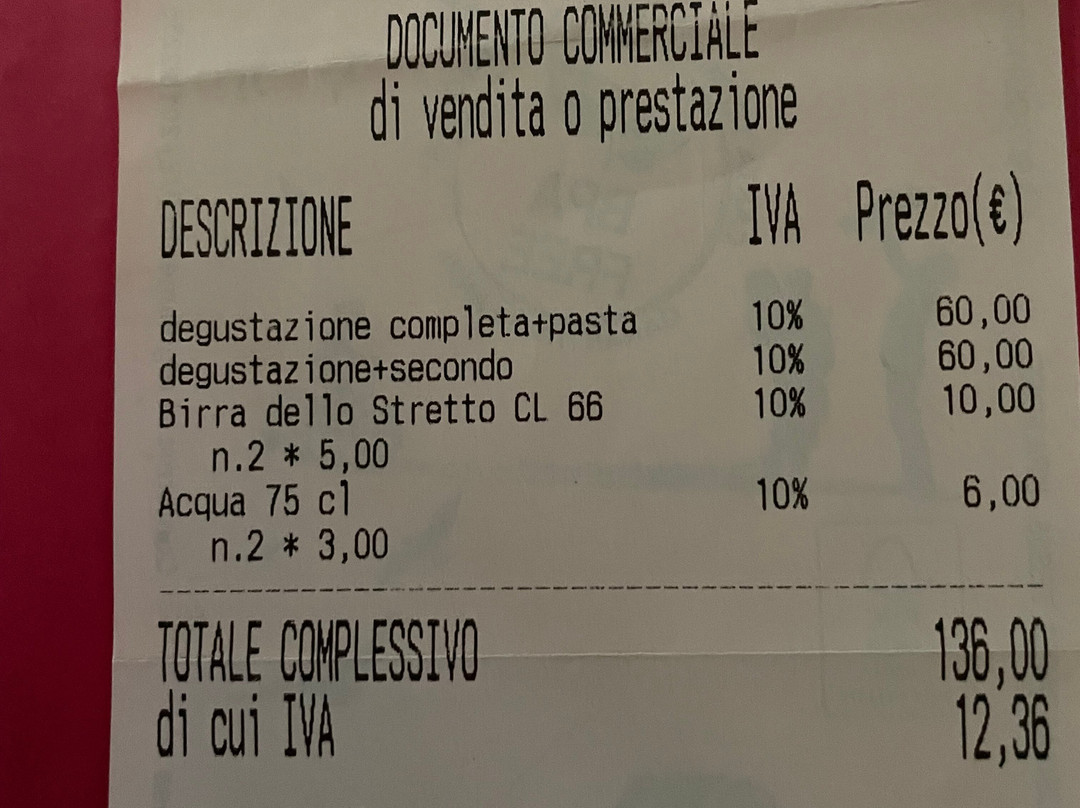 DOCUMENTO COMMERCIALE
di vendita o prestazione
DESCRIZIONE IVA Prezzo(€)
degustazione completa+pasta 10% 60,00
degustazione+secondo 10% 60,00
Birra dello Stretto CL 66 10% 10,00
n.2 * 5,00
Acqua 75 cl 10% 6,00
n.2 * 3,00
TOTALE COMPLESSIVO 136,00
di cui IVA 12,36